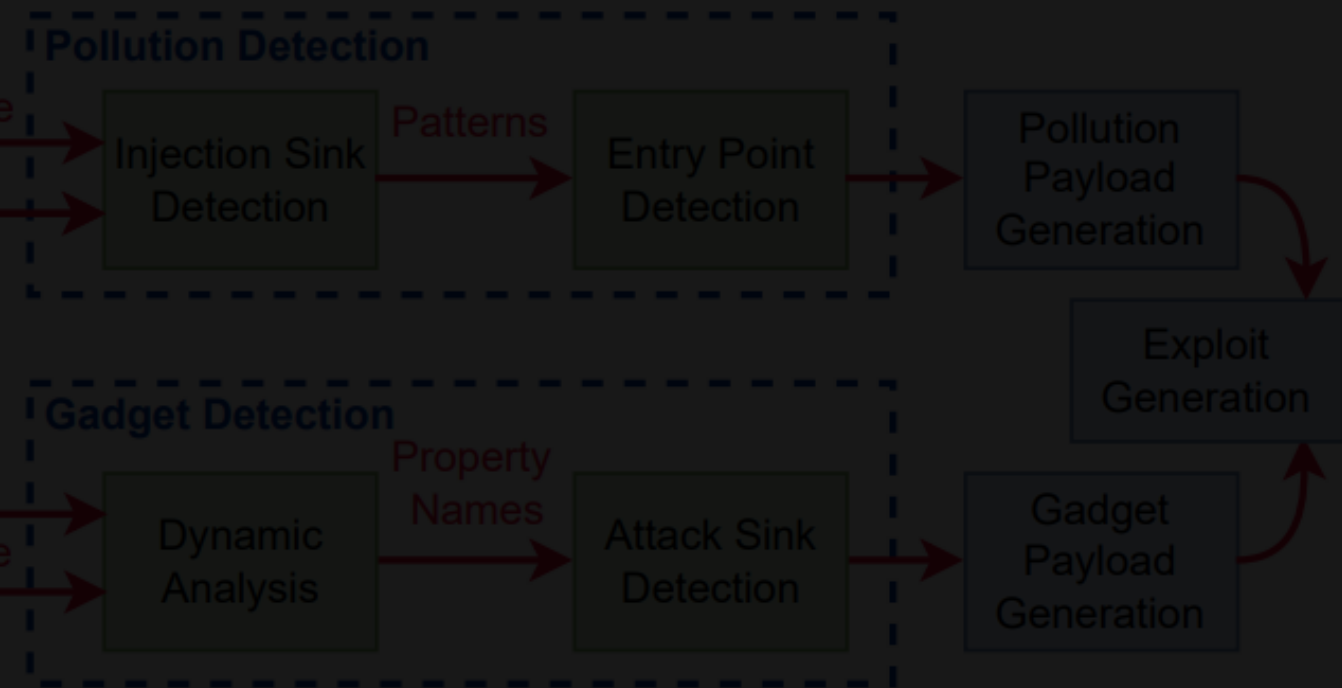 Pollution Detection
e
Injection Sink
Detection
Patterns
Entry Point
Detection
Pollution
Payload
Generation
Exploit
Generation
Gadget Detection
e
Dynamic
Analysis
Property
Names
Attack Sink
Detection
Gadget
Payload
Generation